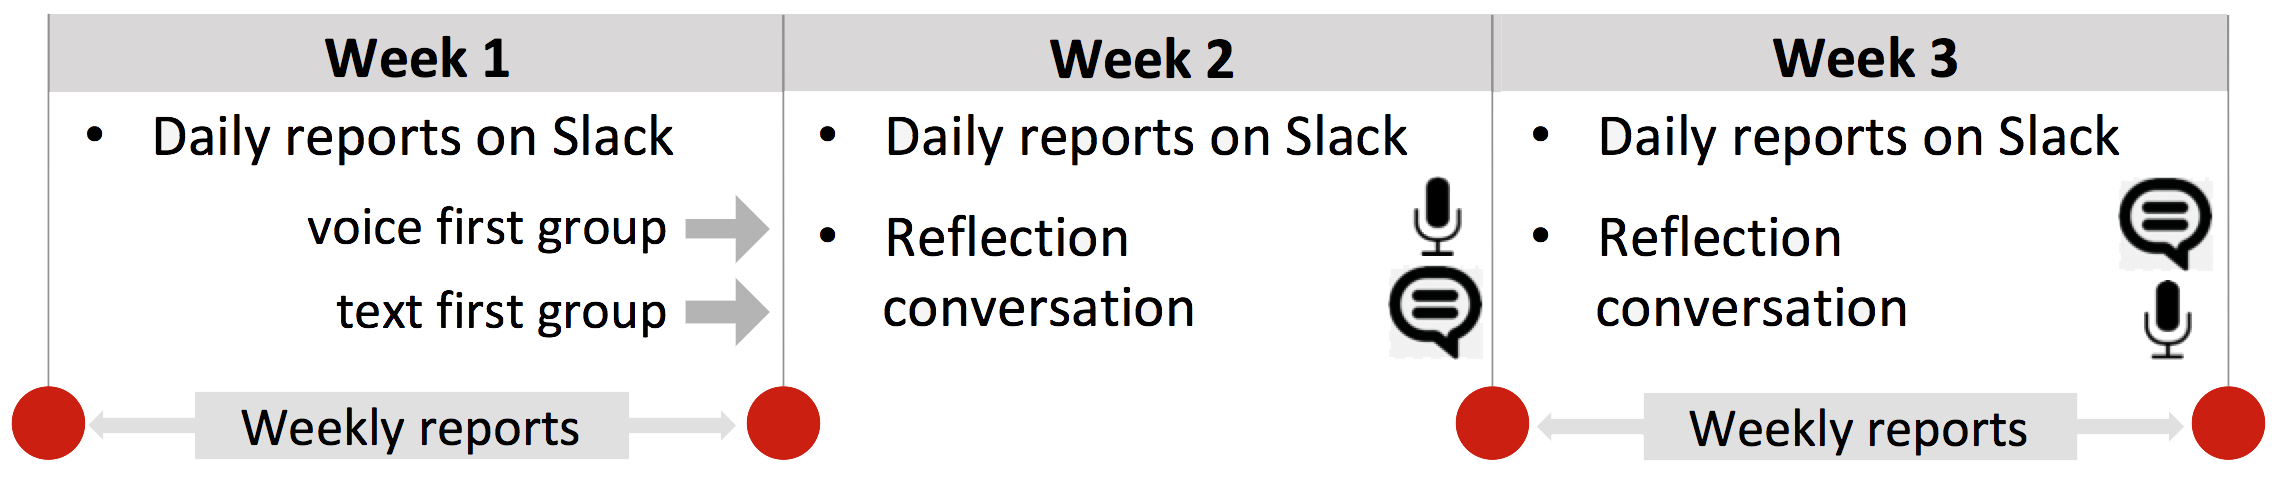 Week 1
• Daily reports on Slack
voice first group
text first group
Week 2
• Daily reports on Slack
• Reflection
conversation
Week 3
• Daily reports on Slack
• Reflection
conversation
Weekly reports
Weekly reports